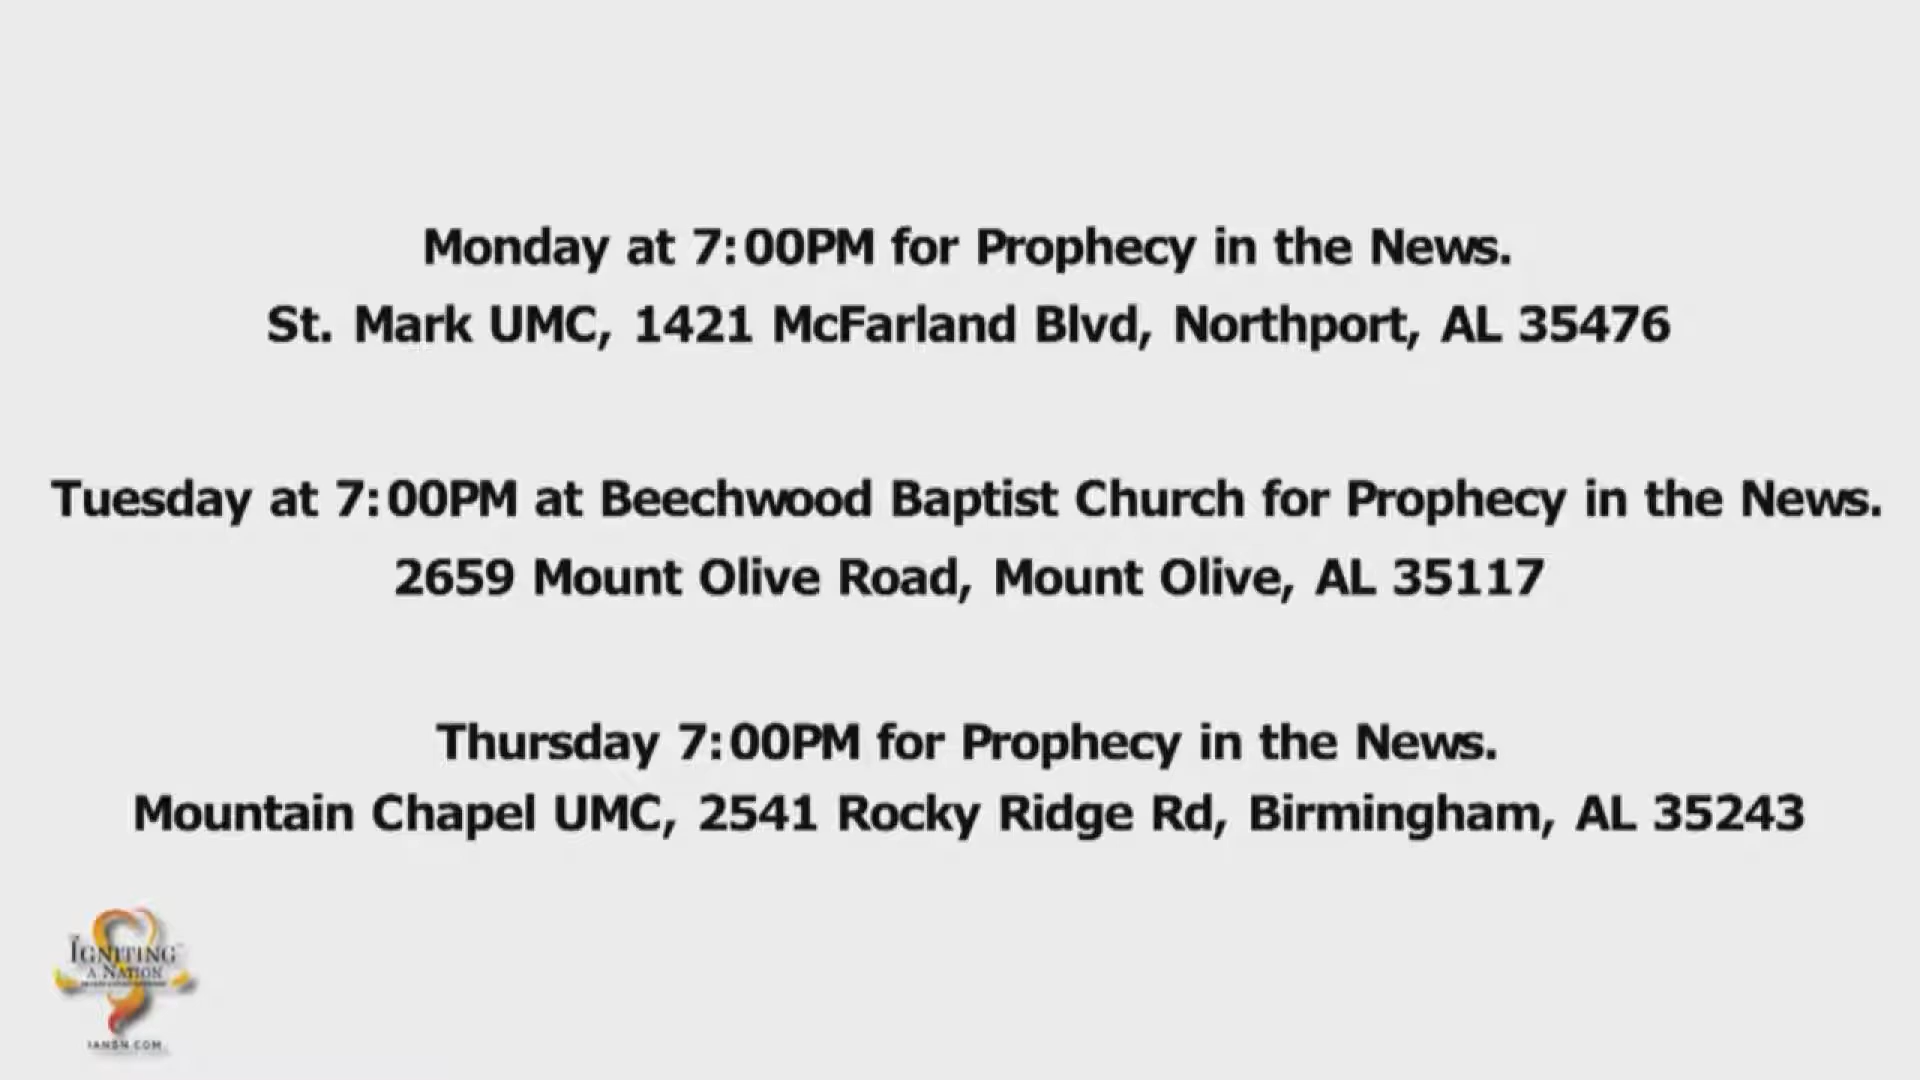 Monday at 7:00PM for Prophecy in the News.
St. Mark UMC, 1421 McFarland Blvd, Northport, AL 35476
Tuesday at 7:00PM at Beechwood Baptist Church for Prophecy in the News.
2659 Mount Olive Road, Mount Olive, AL 35117
Thursday 7:00PM for Prophecy in the News.
Mountain Chapel UMC, 2541 Rocky Ridge Rd, Birmingham, AL 35243
IGNITING
A NATION